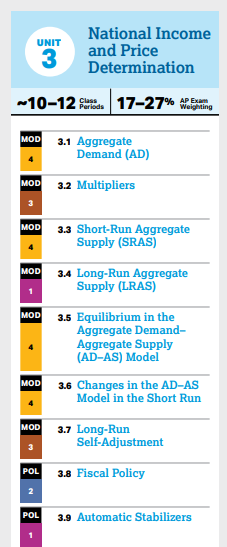 UNIT
3
National Income
and Price
Determination
~10–12 Class
Periods
17–27% AP Exam
Weighting
MOD
4
3.1 Aggregate
Demand (AD)
MOD
3
3.2 Multipliers
MOD
4
3.3 Short-Run Aggregate
Supply (SRAS)
MOD
1
3.4 Long-Run Aggregate
Supply (LRAS)
MOD
4
3.5 Equilibrium in the
Aggregate Demand–
Aggregate Supply
(AD–AS) Model
MOD
4
3.6 Changes in the AD–AS
Model in the Short Run
MOD
3
3.7 Long-Run
Self-Adjustment
POL
2
3.8 Fiscal Policy
POL
1
3.9 Automatic Stabilizers